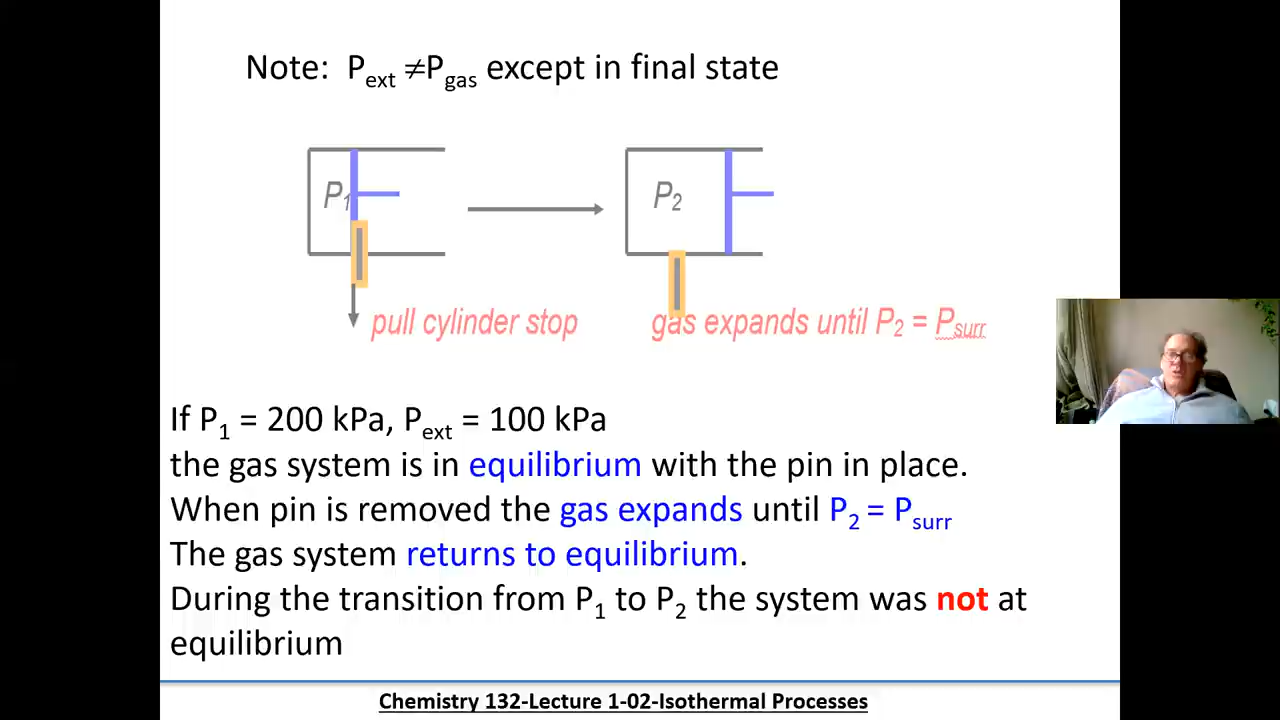 Note: Pext ≠Pgas except in final state
P1
P2
pull cylinder stop
gas expands until P2 = Psurr
If P1 = 200 kPa, Pext = 100 kPa
the gas system is in equilibrium with the pin in place.
When pin is removed the gas expands until P2 = Psurr
The gas system returns to equilibrium.
During the transition from P1 to P2 the system was not at
equilibrium
Chemistry 132-Lecture 1-02-Isothermal Processes